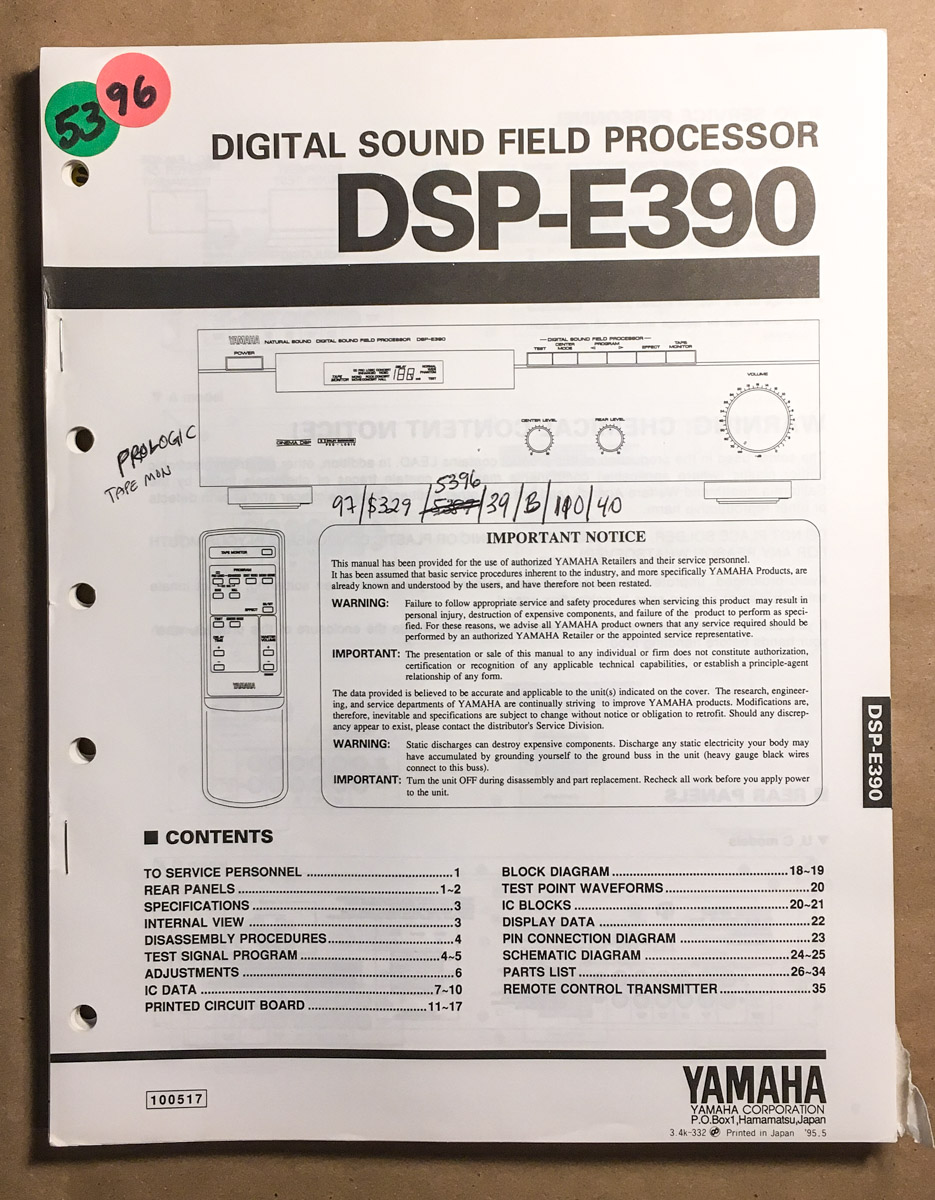 53 96
DIGITAL SOUND FIELD PROCESSOR
DSP-E390
YAMAHA NATURAL SOUND DIGITAL SOUND FIELD PROCESSOR DSP-E390
POWER
DIGITAL SOUND FIELD PROCESSOR
TEST CENTER MODE PROGRAM EFFECT TAPE MONITOR
VOLUME
CENTER LEVEL REAR LEVEL
CINEMA DSP
PROLOGIC
TAPE MON
5396
97/$329 / /39/B/100/40
TAPE MONITOR
PROGRAM
EFFECT
YAMAHA
IMPORTANT NOTICE
This manual has been provided for the use of authorized YAMAHA Retailers and their service personnel.
It has been assumed that basic service procedures inherent to the industry, and more specifically YAMAHA Products, are
already known and understood by the users, and have therefore not been restated.
WARNING: Failure to follow appropriate service and safety procedures when servicing this product may result in
personal injury, destruction of expensive components, and failure of the product to perform as speci-
fied. For these reasons, we advise all YAMAHA product owners that any service required should be
performed by an authorized YAMAHA Retailer or the appointed service representative.
IMPORTANT: The presentation or sale of this manual to any individual or firm does not constitute authorization,
certification or recognition of any applicable technical capabilities, or establish a principle-agent
relationship of any form.
The data provided is believed to be accurate and applicable to the unit(s) indicated on the cover. The research, engineer-
ing, and service departments of YAMAHA are continually striving to improve YAMAHA products. Modifications are,
therefore, inevitable and specifications are subject to change without notice or obligation to retrofit. Should any discrep-
ancy appear to exist, please contact the distributor's Service Division.
WARNING: Static discharges can destroy expensive components. Discharge any static electricity your body may
have accumulated by grounding yourself to the ground buss in the unit (heavy gauge black wires
connect to this buss).
IMPORTANT: Turn the unit OFF during disassembly and part replacement. Recheck all work before you apply power
to the unit.
DSP-E390
■ CONTENTS
TO SERVICE PERSONNEL ..... 1
REAR PANELS ..... 1~2
SPECIFICATIONS ..... 3
INTERNAL VIEW ..... 3
DISASSEMBLY PROCEDURES ..... 4
TEST SIGNAL PROGRAM ..... 4~5
ADJUSTMENTS ..... 6
IC DATA ..... 7~10
PRINTED CIRCUIT BOARD ..... 11~17
BLOCK DIAGRAM ..... 18~19
TEST POINT WAVEFORMS ..... 20
IC BLOCKS ..... 20~21
DISPLAY DATA ..... 22
PIN CONNECTION DIAGRAM ..... 23
SCHEMATIC DIAGRAM ..... 24~25
PARTS LIST ..... 26~34
REMOTE CONTROL TRANSMITTER ..... 35
100517
YAMAHA
YAMAHA CORPORATION
P.O.Box1,Hamamatsu,Japan
3.4k-332 Printed in Japan '95.5